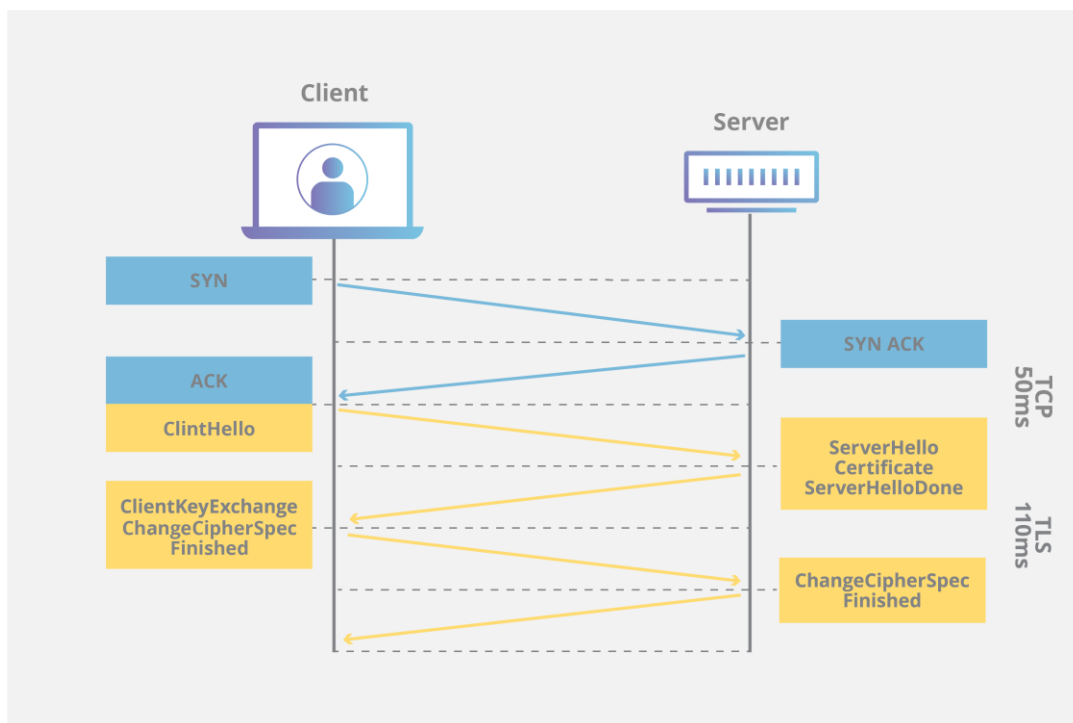 Client
Server
SYN
SYN ACK
ACK
ClintHello
TCP
50ms
ServerHello
Certificate
ServerHelloDone
ClientKeyExchange
ChangeCipherSpec
Finished
TLS
110ms
ChangeCipherSpec
Finished